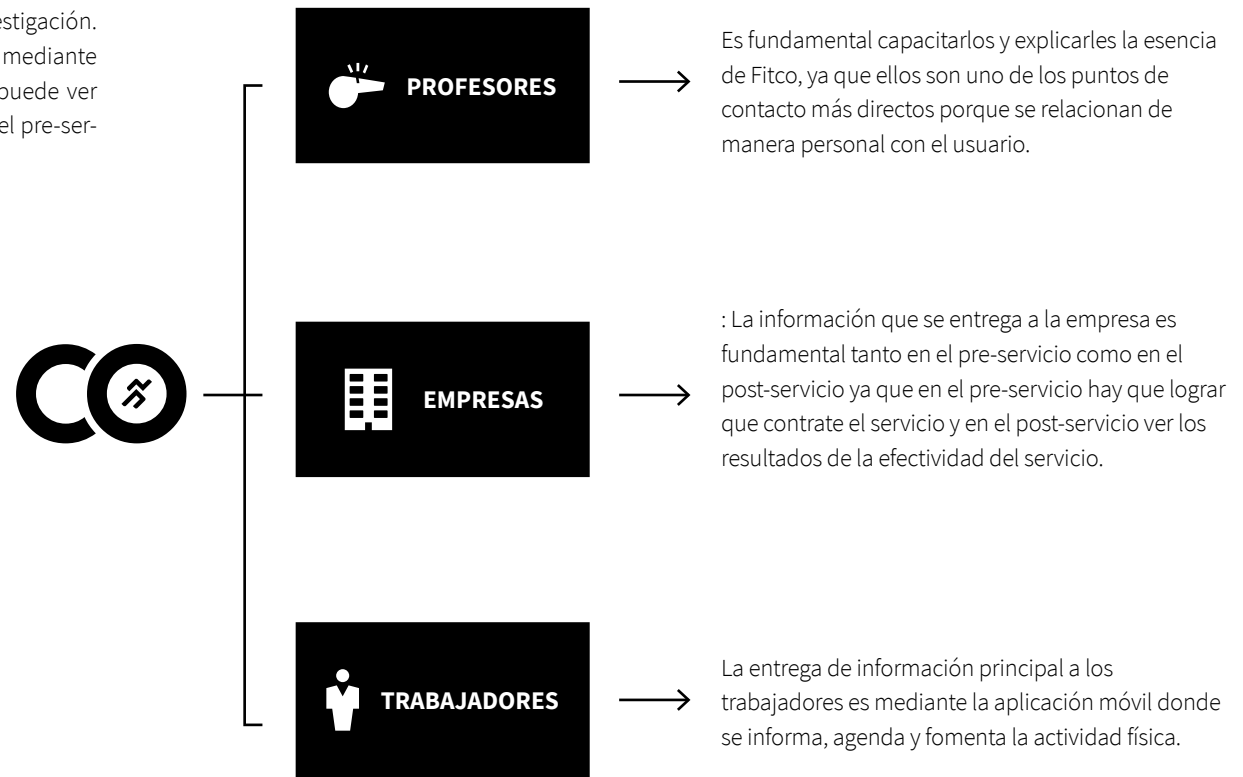 estigación.
mediante
puede ver
el pre-ser-
PROFESORES
Es fundamental capacitarlos y explicarles la esencia
de Fitco, ya que ellos son uno de los puntos de
contacto más directos porque se relacionan de
manera personal con el usuario.
EMPRESAS
: La información que se entrega a la empresa es
fundamental tanto en el pre-servicio como en el
post-servicio ya que en el pre-servicio hay que lograr
que contrate el servicio y en el post-servicio ver los
resultados de la efectividad del servicio.
TRABAJADORES
La entrega de información principal a los
trabajadores es mediante la aplicación móvil donde
se informa, agenda y fomenta la actividad física.